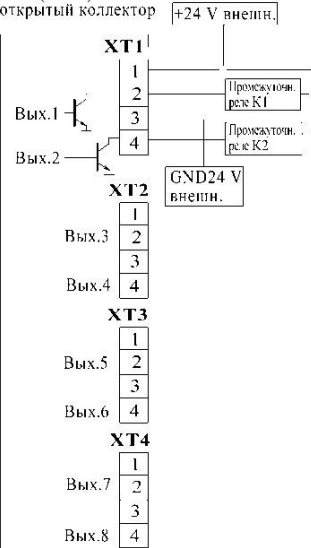 открытый коллектор
+24 V внешн.
XT1
1
2
3
4
Вых.1
Вых.2
Промежуточн.
реле К1
Промежуточн.
реле К2
GND24 V
внешн.
XT2
1
2
3
4
Вых.3
Вых.4
XT3
1
2
3
4
Вых.5
Вых.6
XT4
1
2
3
4
Вых.7
Вых.8